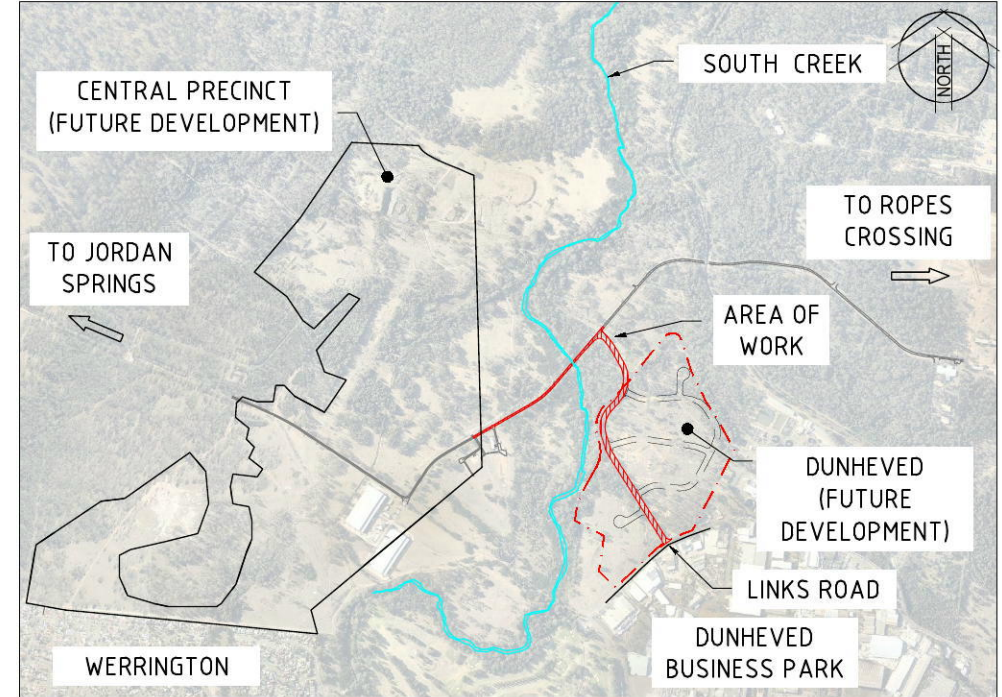 SOUTH CREEK
NORTH
CENTRAL PRECINCT
(FUTURE DEVELOPMENT)
TO ROPES
CROSSING
TO JORDAN
SPRINGS
AREA OF
WORK
DUNHEVED
(FUTURE
DEVELOPMENT)
LINKS ROAD
DUNHEVED
BUSINESS PARK
WERRINGTON